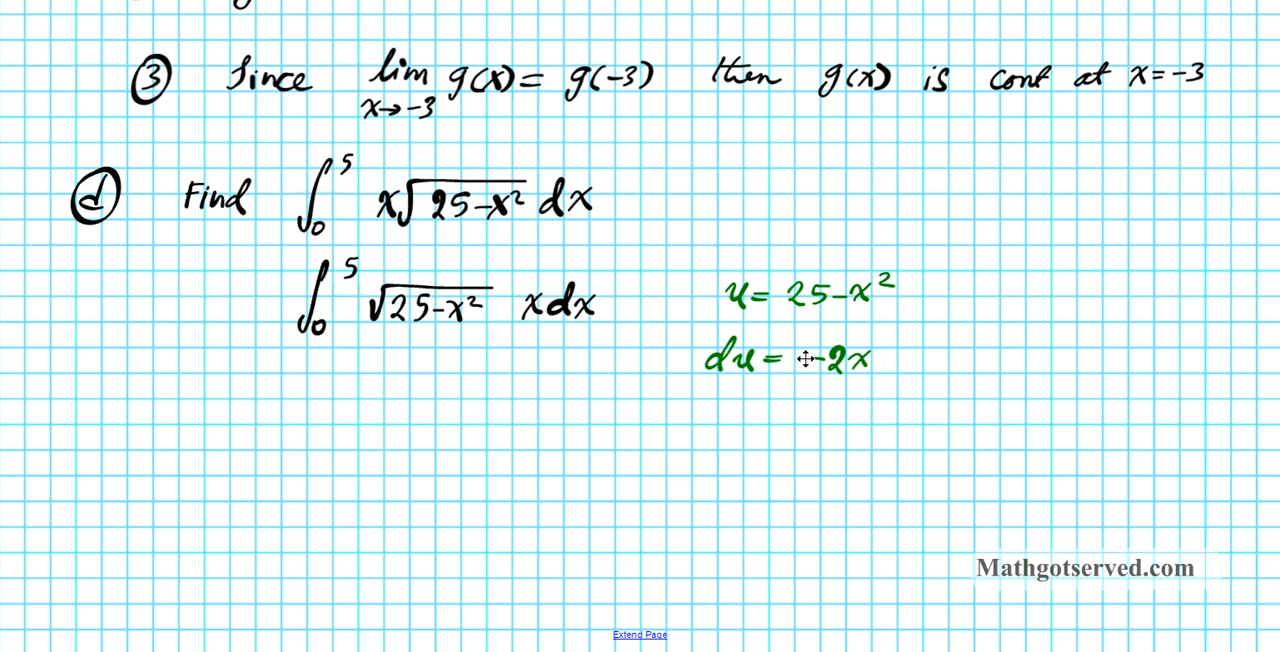 ③ Since lim x→-3 g(x) = g(-3) then g(x) is cont at x = -3
ⓓ Find ∫₀⁵ x√(25-x²) dx
∫₀⁵ √(25-x²) x dx
u = 25-x²
du = -2x
Mathgotserved.com
Extend Page